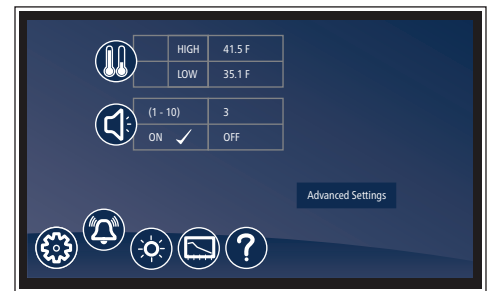 HIGH 41.5 F
LOW 35.1 F
(1 - 10) 3
ON ✓ OFF
Advanced Settings
?